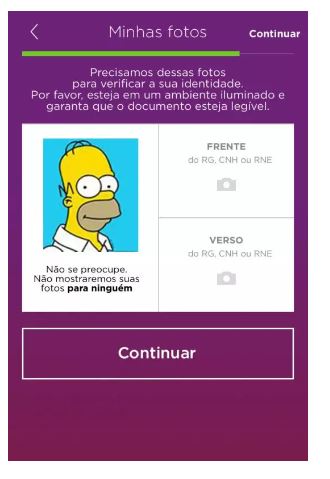 Minhas fotos
Continuar
Precisamos dessas fotos
para verificar a sua identidade.
Por favor, esteja em um ambiente iluminado e
garanta que o documento esteja legível.
Não se preocupe.
Não mostraremos suas
fotos para ninguém
FRENTE
do RG, CNH ou RNE
VERSO
do RG, CNH ou RNE
Continuar